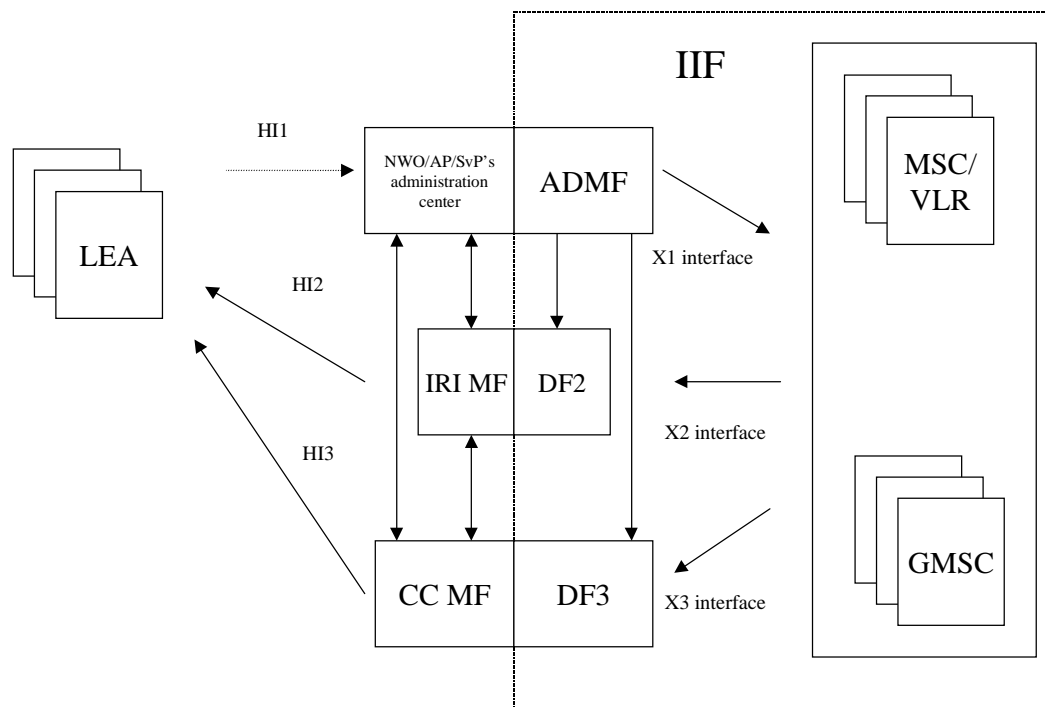 IIF
HI1
NWO/AP/SvP's
administration
center
ADMF
MSC/
VLR
LEA
X1 interface
HI2
IRI MF
DF2
X2 interface
HI3
GMSC
CC MF
DF3
X3 interface